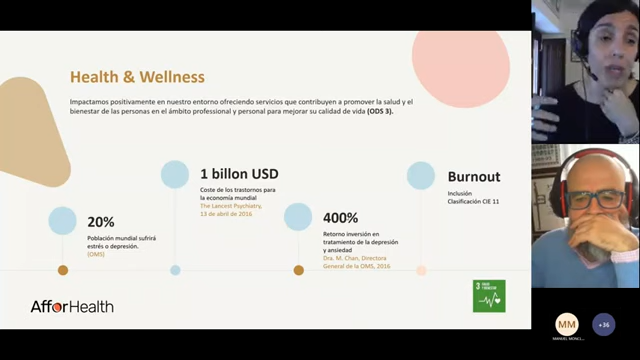 Health & Wellness
Impactamos positivamente en nuestro entorno ofreciendo servicios que contribuyen a promover la salud y el
bienestar de las personas en el ámbito professional y personal para mejorar su calidad de vida (ODS 3).
20%
Población mundial sufrirá
estrés o depresión.
(OMS)
1 billon USD
Coste de los trastornos para
la economía mundial
The Lancest Psychiatry,
13 de abril de 2016
400%
Retorno inversión en
tratamiento de la depresión
y ansiedad
Dra. M. Chan, Directora
General de la OMS, 2016
Burnout
Inclusión
Clasificación CIE 11
AfforHealth
3
MM
+36